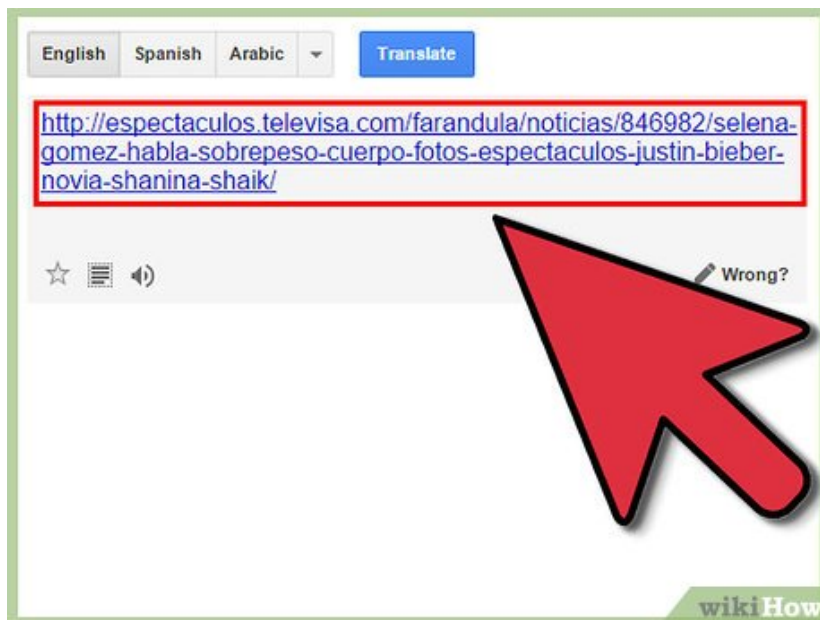 English Spanish Arabic Translate
http://espectaculos.televisa.com/farandula/noticias/846982/selena-
gomez-habla-sobrepeso-cuerpo-fotos-espectaculos-justin-bieber-
novia-shanina-shaik/
Wrong?
wikiHow